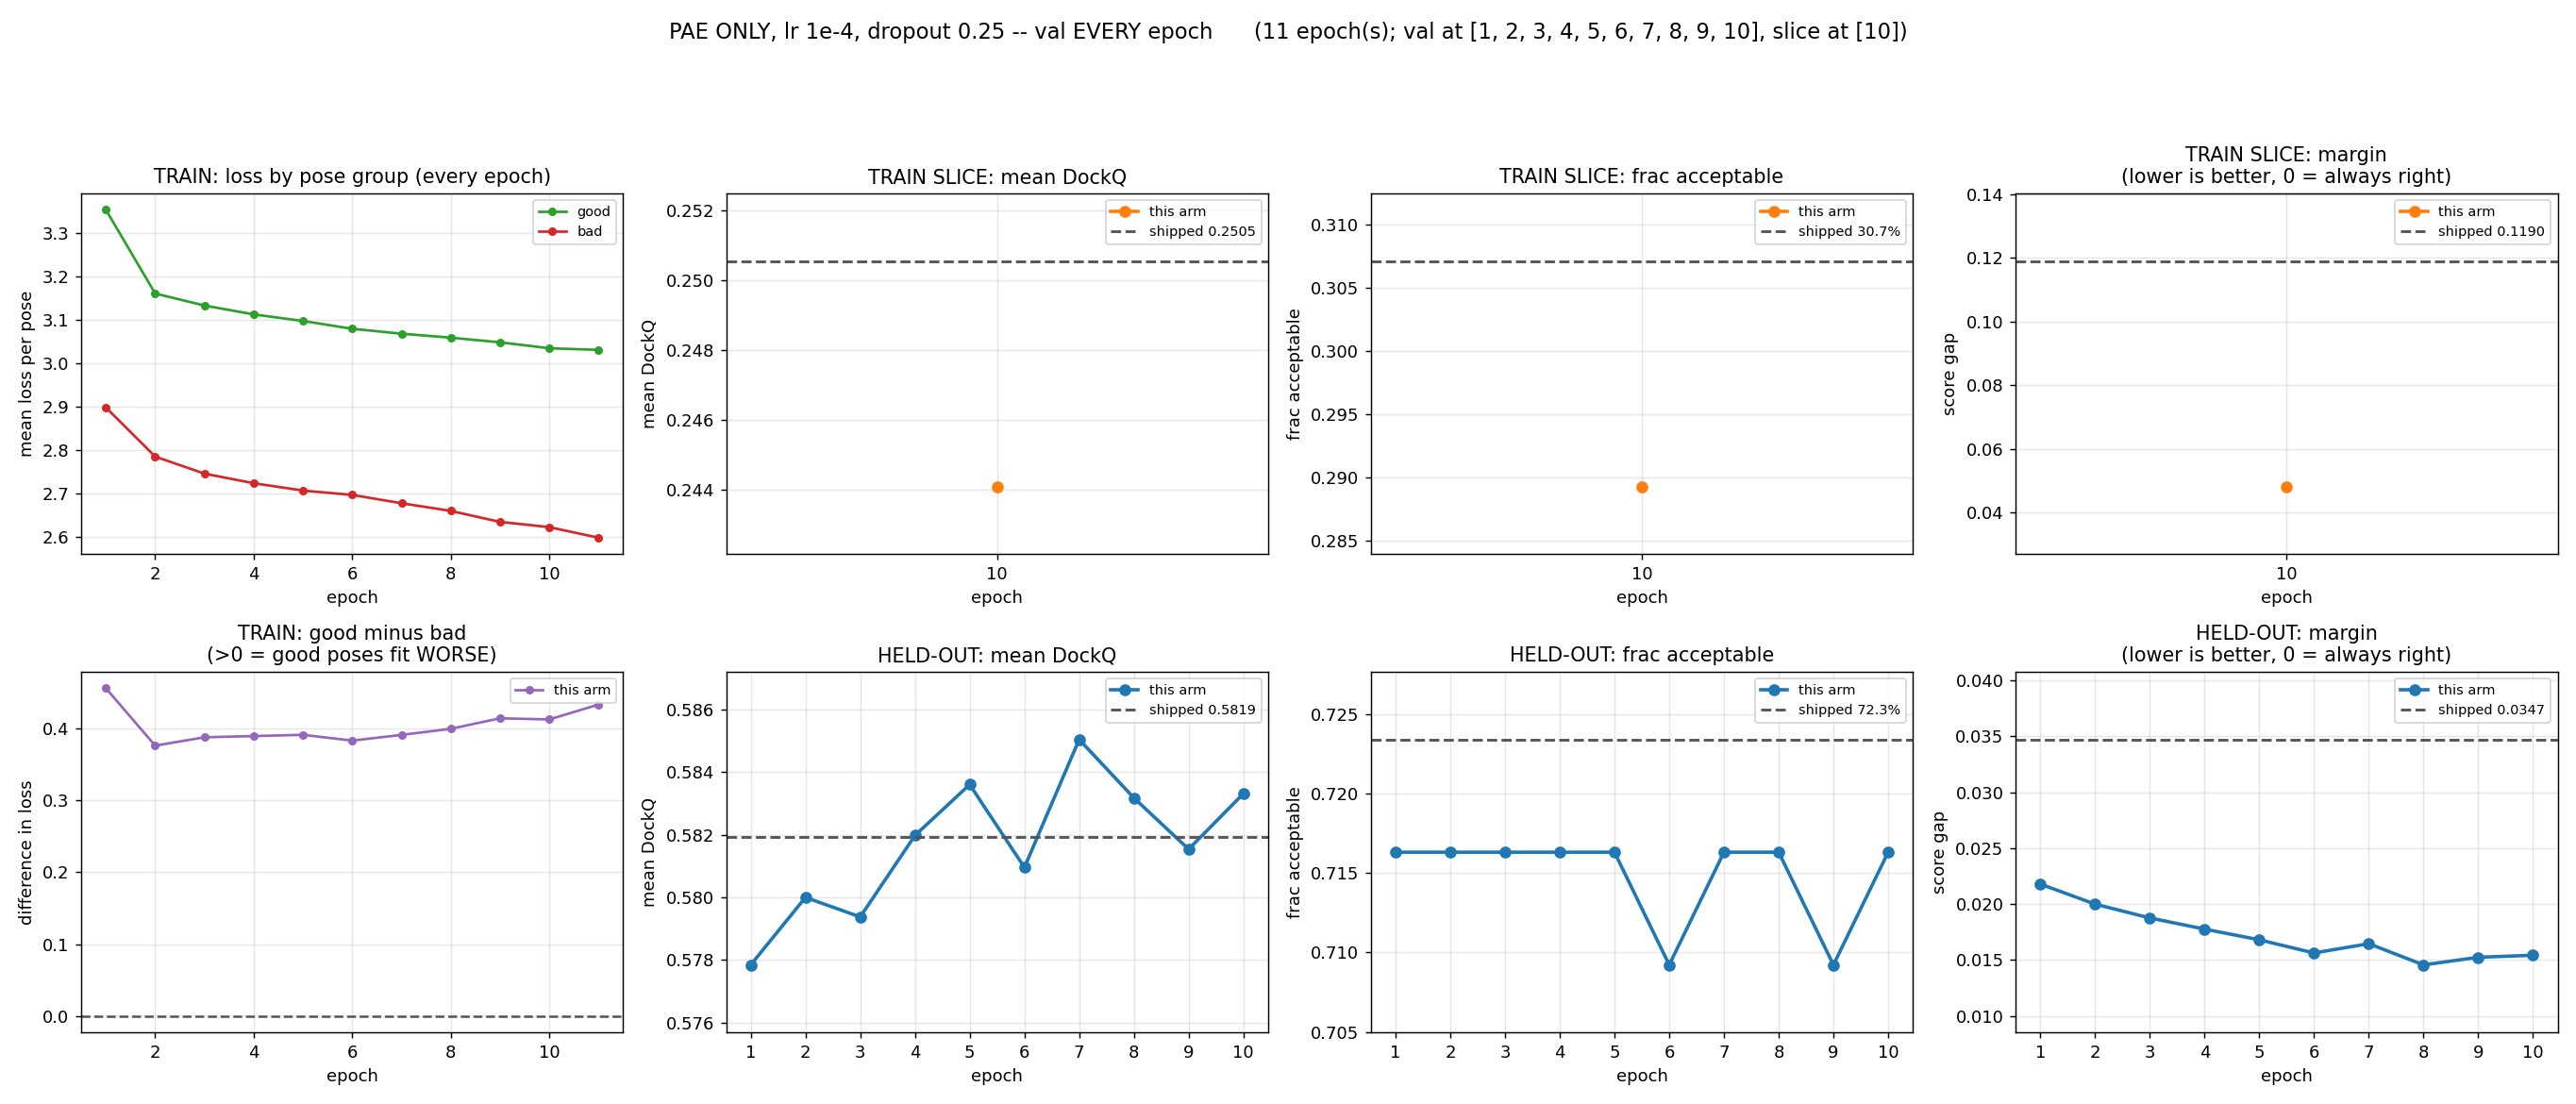 PAE ONLY, lr 1e-4, dropout 0.25 -- val EVERY epoch (11 epoch(s); val at [1, 2, 3, 4, 5, 6, 7, 8, 9, 10], slice at [10])
TRAIN: loss by pose group (every epoch)
good
bad
3.3
3.2
3.1
3.0
2.9
2.8
2.7
2.6
mean loss per pose
2 4 6 8 10
epoch
TRAIN SLICE: mean DockQ
this arm
shipped 0.2505
0.252
0.250
0.248
0.246
0.244
mean DockQ
10
epoch
TRAIN SLICE: frac acceptable
this arm
shipped 30.7%
0.310
0.305
0.300
0.295
0.290
0.285
frac acceptable
10
epoch
TRAIN SLICE: margin
(lower is better, 0 = always right)
this arm
shipped 0.1190
0.14
0.12
0.10
0.08
0.06
0.04
score gap
10
epoch
TRAIN: good minus bad
(>0 = good poses fit WORSE)
this arm
0.4
0.3
0.2
0.1
0.0
difference in loss
2 4 6 8 10
epoch
HELD-OUT: mean DockQ
this arm
shipped 0.5819
0.586
0.584
0.582
0.580
0.578
0.576
mean DockQ
1 2 3 4 5 6 7 8 9 10
epoch
HELD-OUT: frac acceptable
this arm
shipped 72.3%
0.725
0.720
0.715
0.710
0.705
frac acceptable
1 2 3 4 5 6 7 8 9 10
epoch
HELD-OUT: margin
(lower is better, 0 = always right)
this arm
shipped 0.0347
0.040
0.035
0.030
0.025
0.020
0.015
0.010
score gap
1 2 3 4 5 6 7 8 9 10
epoch